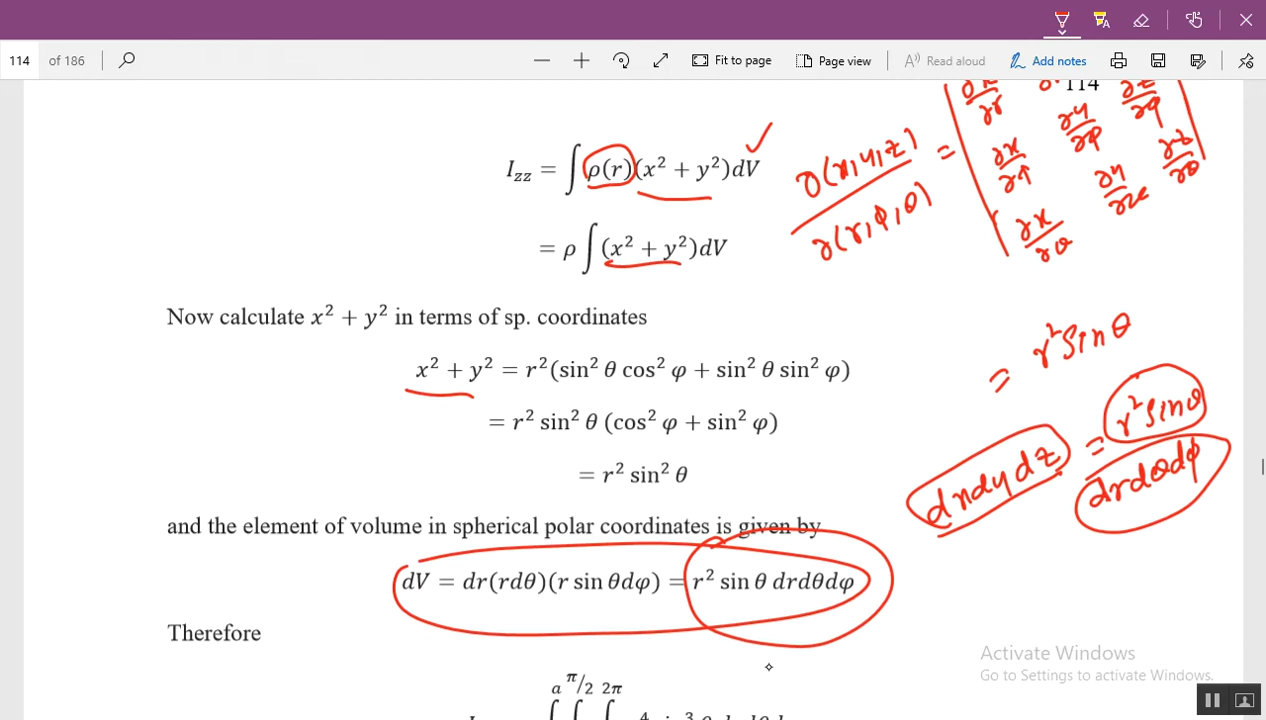 114 of 186 Fit to page Page view Read aloud Add notes
114
I_zz = ∫ ρ(r)(x² + y²)dV
∂(x,y,z) / ∂(r,φ,θ) =
∂x/∂r ∂z/∂φ
∂x/∂φ ∂y/∂φ ∂z/∂θ
∂x/∂θ
= ρ ∫ (x² + y²)dV
Now calculate x² + y² in terms of sp. coordinates
x² + y² = r²(sin² θ cos² φ + sin² θ sin² φ)
= r² sinθ
= r² sin² θ (cos² φ + sin² φ)
dxdydz = r² sinθ drdθdφ
= r² sin² θ
and the element of volume in spherical polar coordinates is given by
dV = dr(rdθ)(r sin θdφ) = r² sin θ drdθdφ
Therefore
Activate Windows
Go to Settings to activate Windows.
a π/2 2π